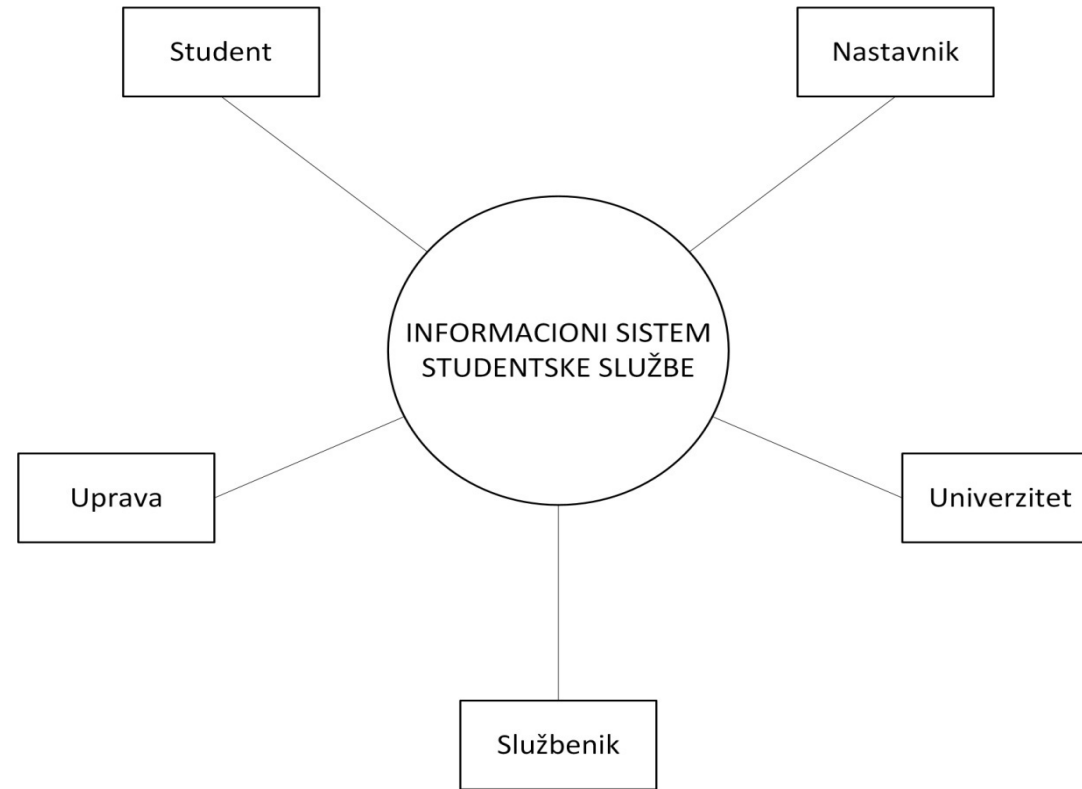 Student
Nastavnik
INFORMACIONI SISTEM
STUDENTSKE SLUŽBE
Uprava
Univerzitet
Službenik